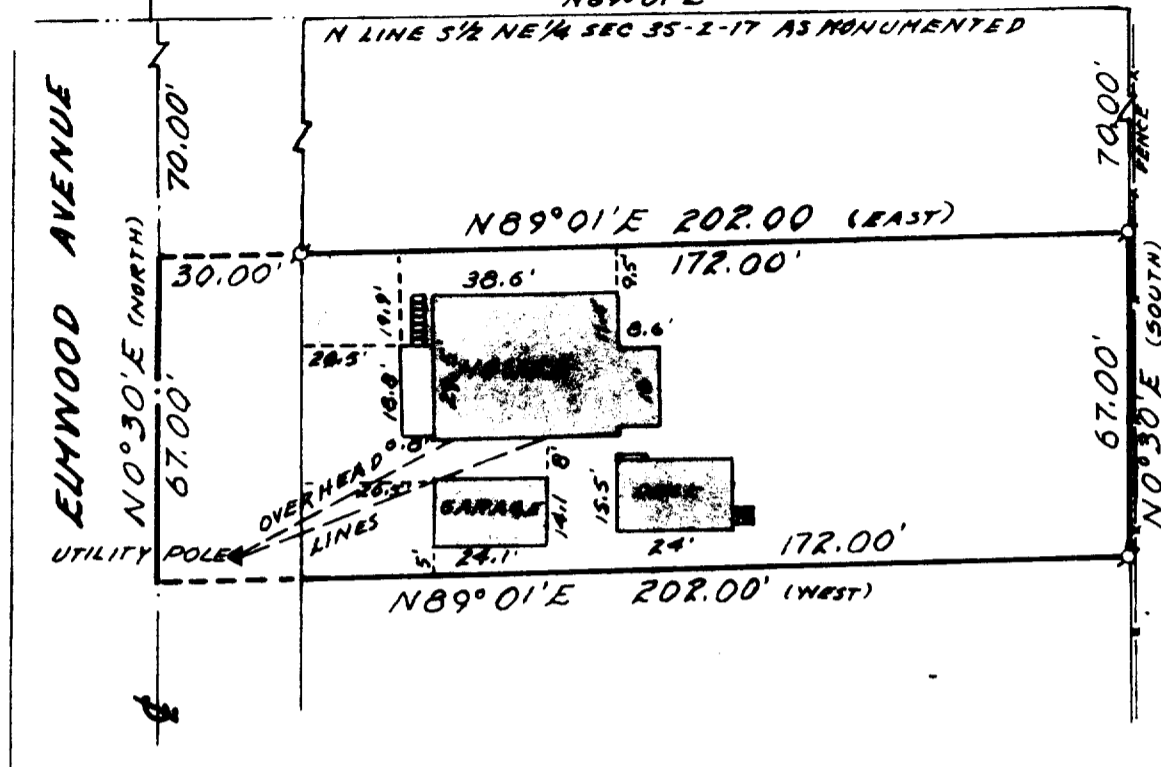 N89°01'E
N LINE S½ NE¼ SEC 35-2-17 AS MONUMENTED
ELMWOOD AVENUE
70.00'
70.00'
FENCE
N0°30'E (NORTH)
67.00'
N89°01'E 202.00 (EAST)
30.00'
172.00'
38.6'
9.5'
19.9'
8.6'
18.8'
67.00'
N0°30'E (SOUTH)
OVERHEAD
LINES
UTILITY POLE
8'
GARAGE
14.1
24.1'
5'
15.5'
24'
172.00'
N89°01'E 202.00' (WEST)